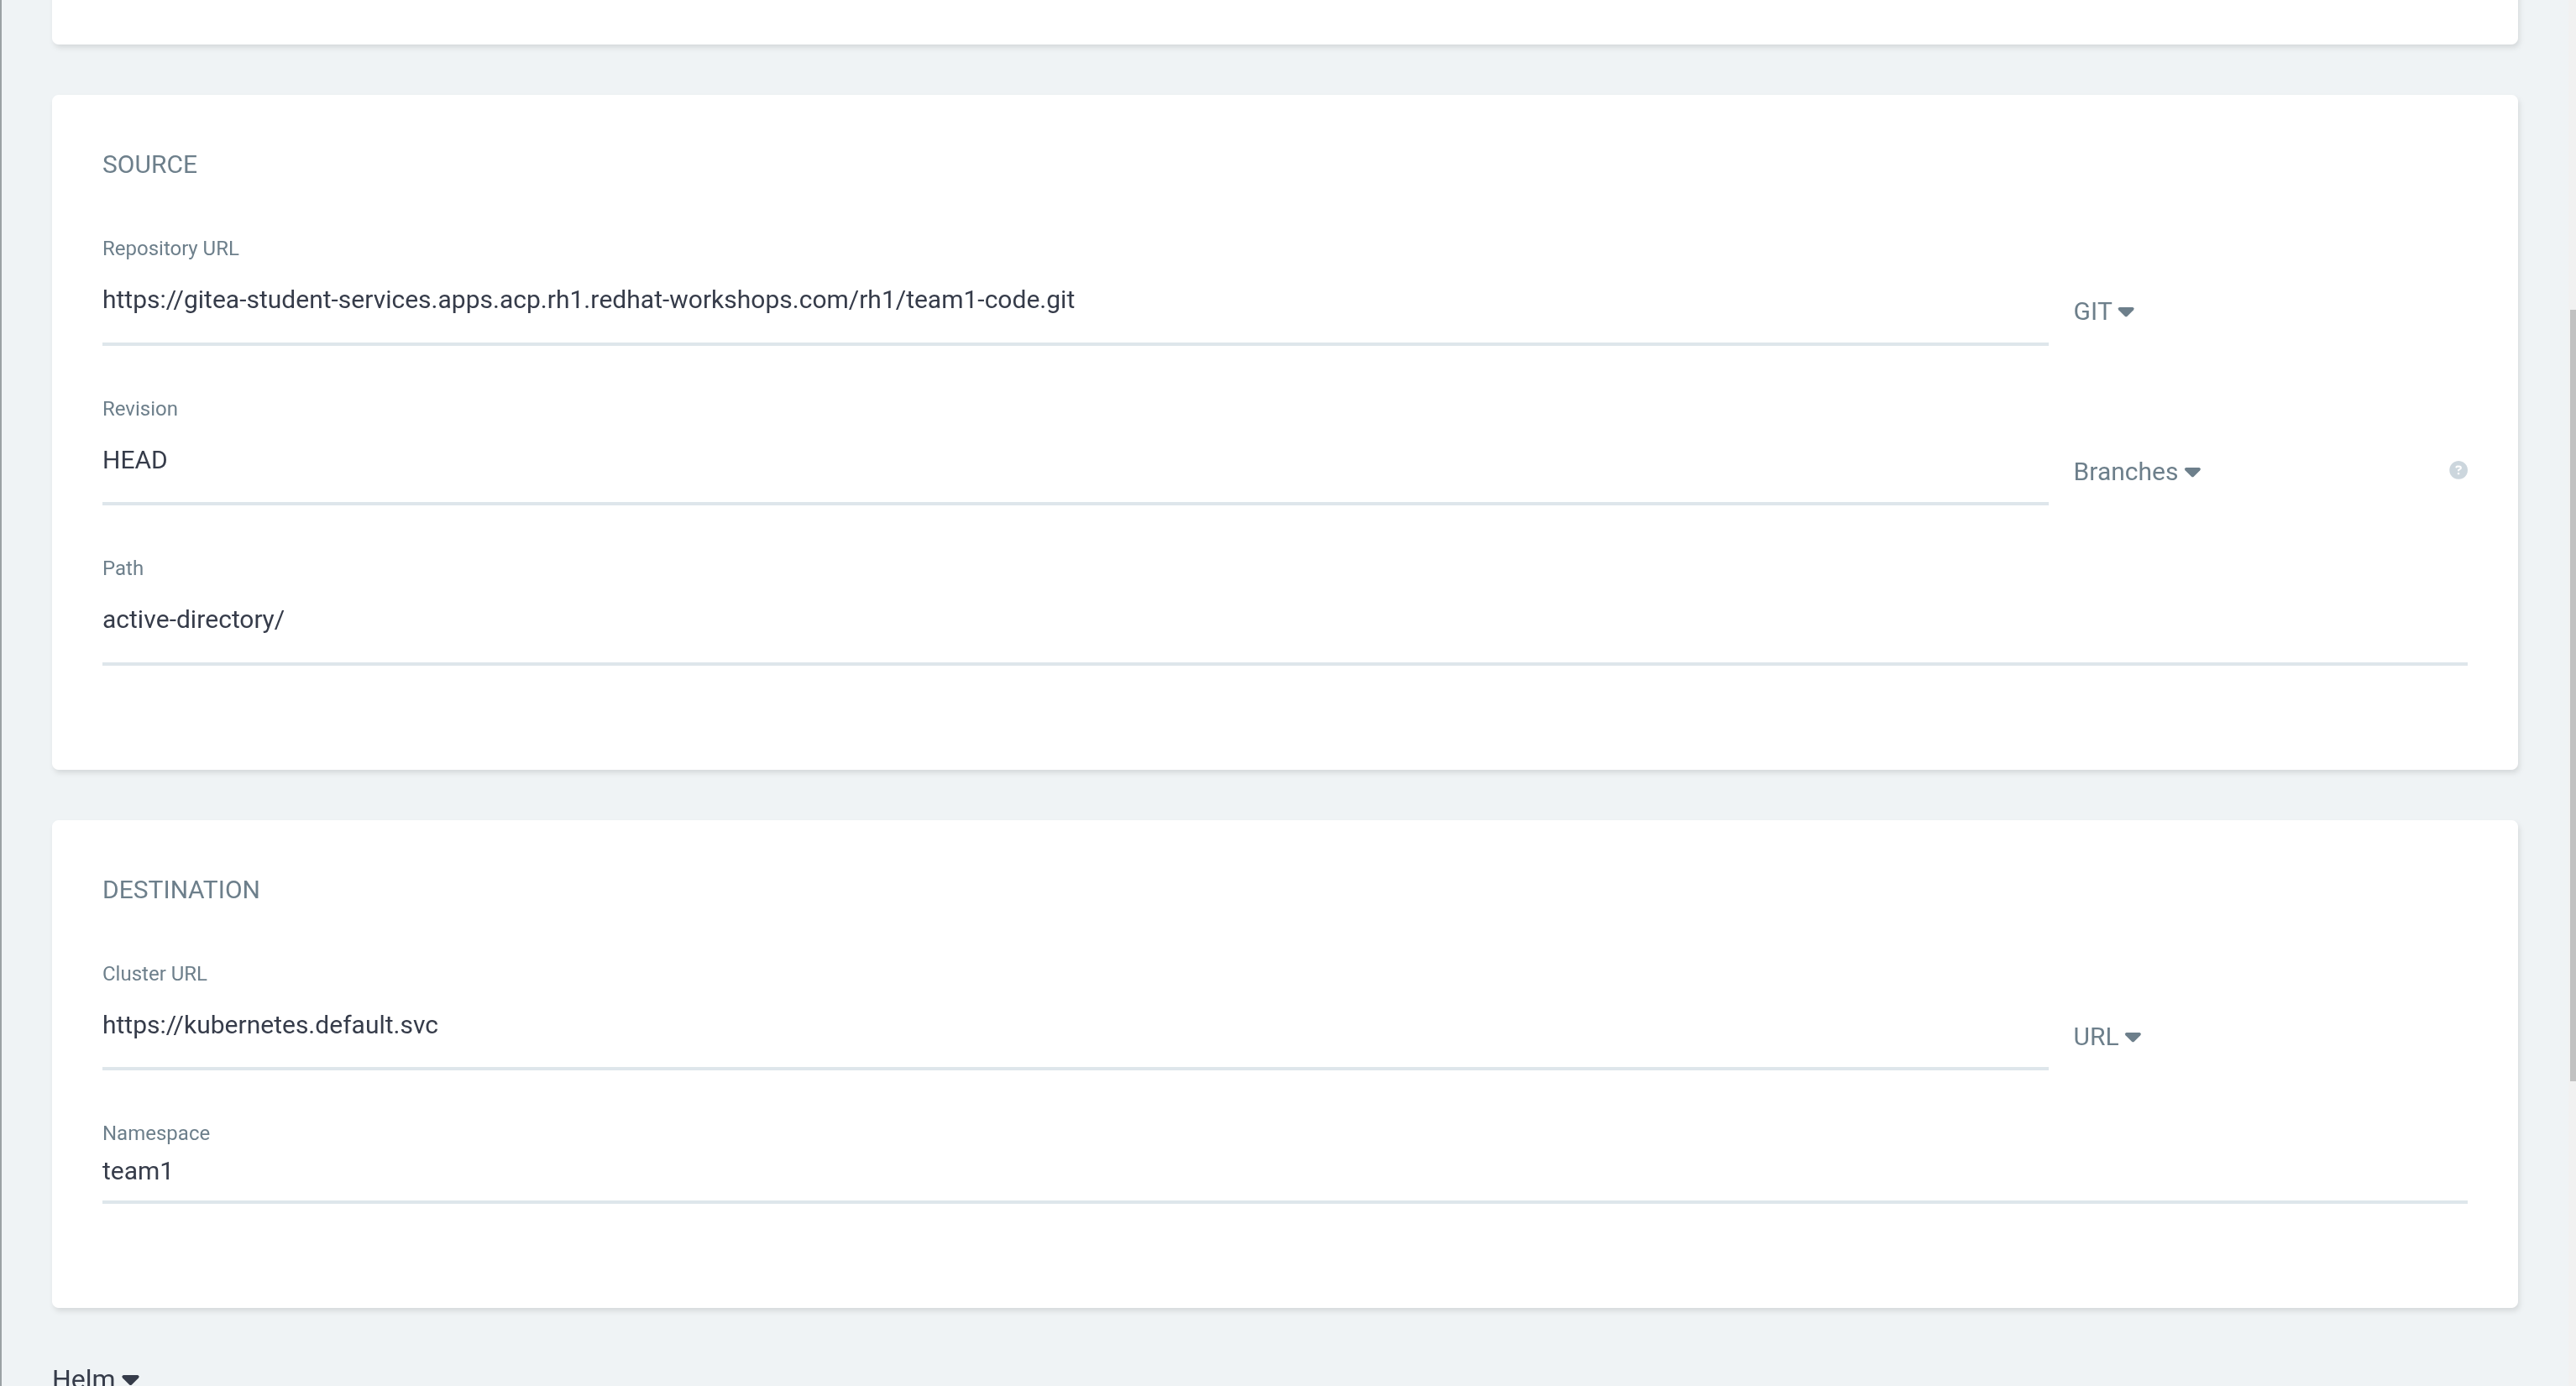 SOURCE
Repository URL
https://gitea-student-services.apps.acp.rh1.redhat-workshops.com/rh1/team1-code.git
GIT
Revision
HEAD
Branches
?
Path
active-directory/
DESTINATION
Cluster URL
https://kubernetes.default.svc
URL
Namespace
team1
Helm